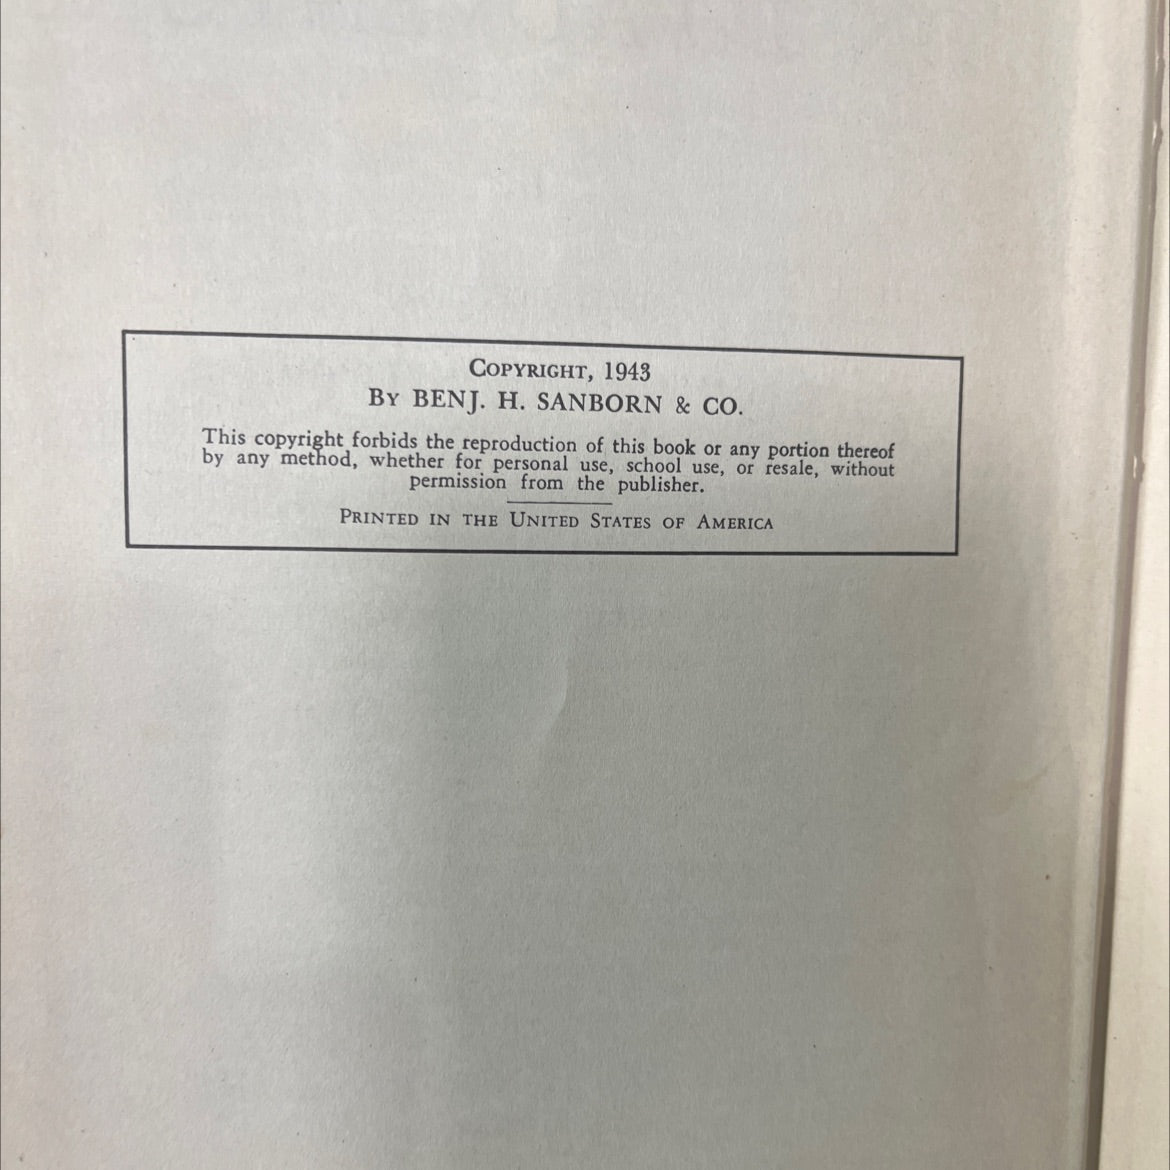 Copyright, 1943
By BENJ. H. SANBORN & CO.
This copyright forbids the reproduction of this book or any portion thereof
by any method, whether for personal use, school use, or resale, without
permission from the publisher.
Printed in the United States of America